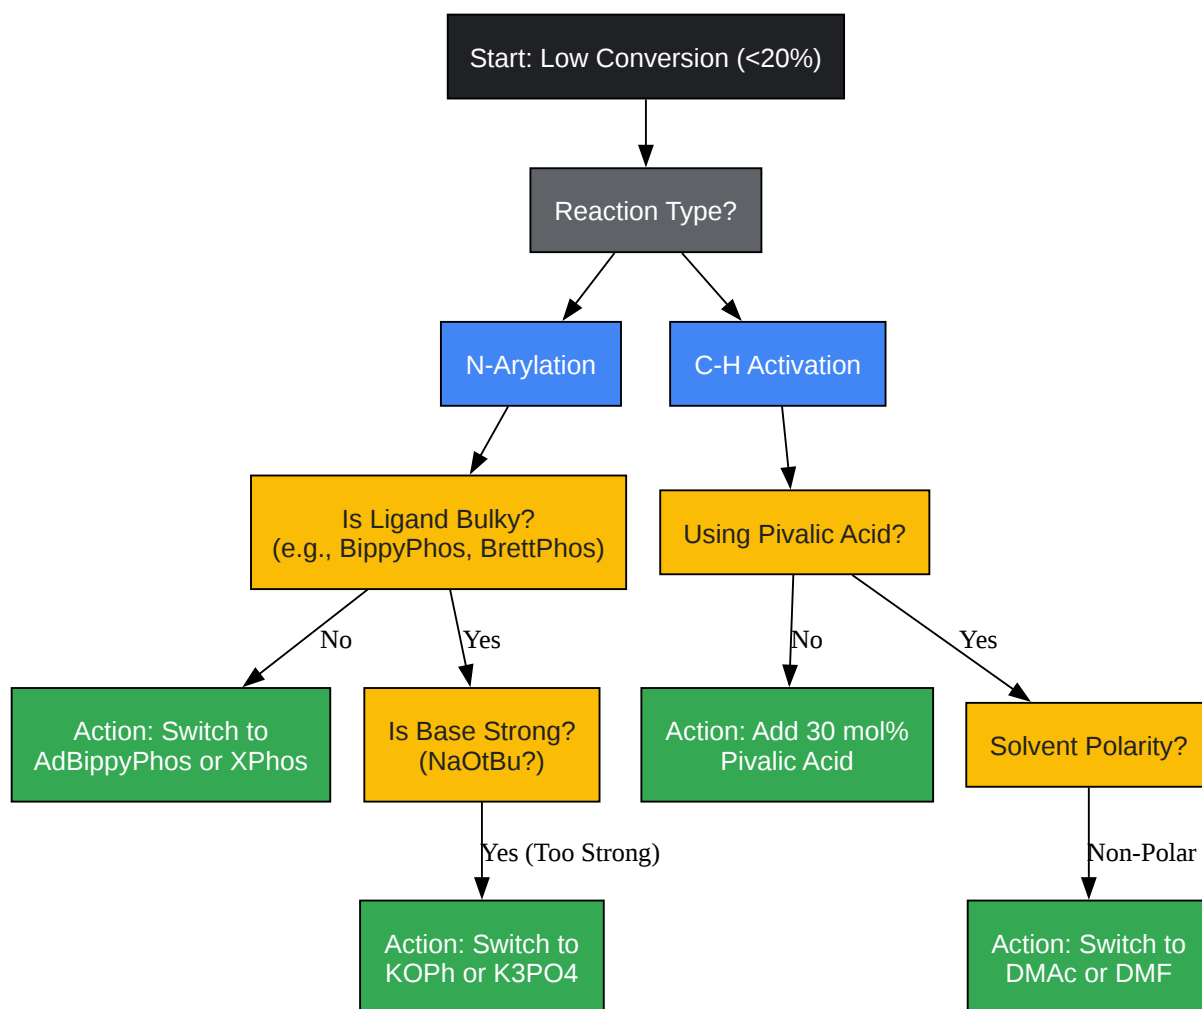 Start: Low Conversion (<20%)
Reaction Type?
N-Arylation
C-H Activation
Is Ligand Bulky?
(e.g., BippyPhos, BrettPhos)
Using Pivalic Acid?
No
Yes
No
Yes
Action: Switch to
AdBippyPhos or XPhos
Is Base Strong?
(NaOtBu?)
Action: Add 30 mol%
Pivalic Acid
Solvent Polarity?
Yes (Too Strong)
Non-Polar
Action: Switch to
KOPh or K3PO4
Action: Switch to
DMAc or DMF